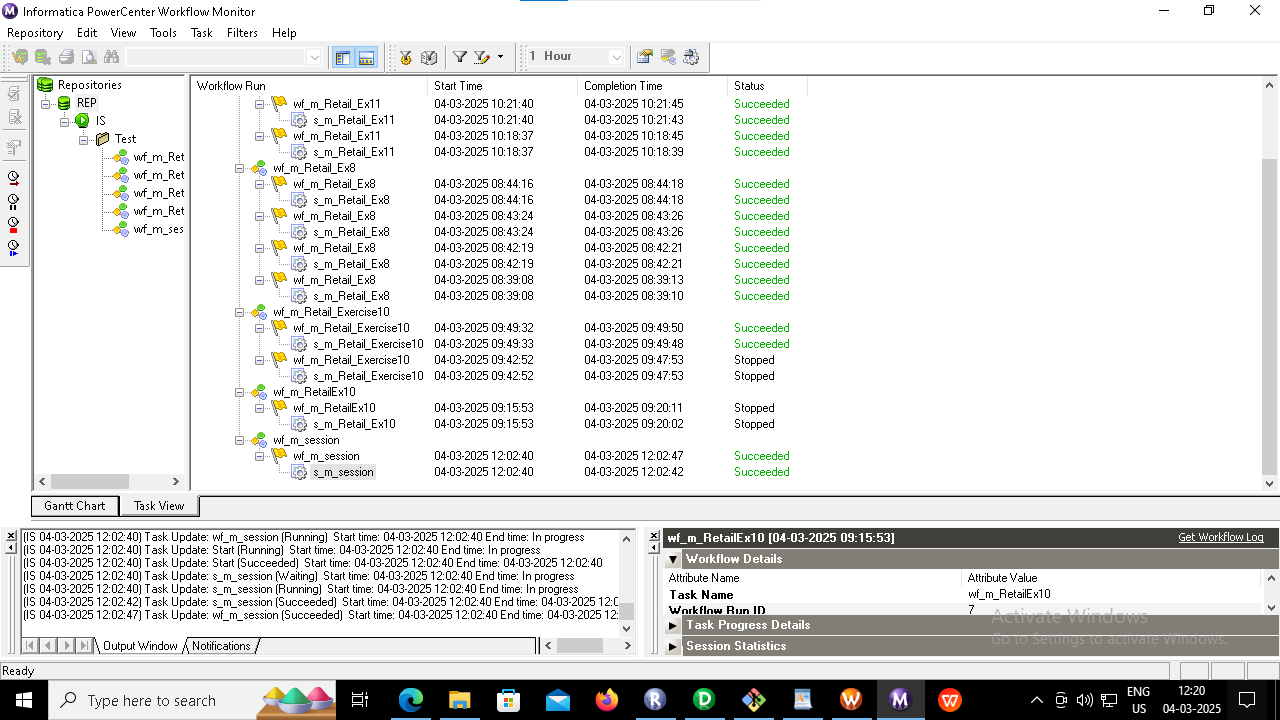 Informatica PowerCenter Workflow Monitor
Repository Edit View Tools Task Filters Help
1 Hour
Repositories
REP
IS
Test
wf_m_Ret
wf_m_Ret
wf_m_Ret
wf_m_Ret
wf_m_ses
Workflow Run Start Time Completion Time Status
wf_m_Retail_Ex11 04-03-2025 10:21:40 04-03-2025 10:21:45 Succeeded
s_m_Retail_Ex11 04-03-2025 10:21:40 04-03-2025 10:21:43 Succeeded
wf_m_Retail_Ex11 04-03-2025 10:18:37 04-03-2025 10:18:45 Succeeded
s_m_Retail_Ex11 04-03-2025 10:18:37 04-03-2025 10:18:39 Succeeded
wf_m_Retail_Ex8
wf_m_Retail_Ex8 04-03-2025 08:44:16 04-03-2025 08:44:18 Succeeded
s_m_Retail_Ex8 04-03-2025 08:44:16 04-03-2025 08:44:18 Succeeded
wf_m_Retail_Ex8 04-03-2025 08:43:24 04-03-2025 08:43:26 Succeeded
s_m_Retail_Ex8 04-03-2025 08:43:24 04-03-2025 08:43:26 Succeeded
wf_m_Retail_Ex8 04-03-2025 08:42:19 04-03-2025 08:42:21 Succeeded
s_m_Retail_Ex8 04-03-2025 08:42:19 04-03-2025 08:42:21 Succeeded
wf_m_Retail_Ex8 04-03-2025 08:39:08 04-03-2025 08:39:13 Succeeded
s_m_Retail_Ex8 04-03-2025 08:39:08 04-03-2025 08:39:10 Succeeded
wf_m_Retail_Exercise10
wf_m_Retail_Exercise10 04-03-2025 09:49:32 04-03-2025 09:49:50 Succeeded
s_m_Retail_Exercise10 04-03-2025 09:49:33 04-03-2025 09:49:48 Succeeded
wf_m_Retail_Exercise10 04-03-2025 09:42:52 04-03-2025 09:47:53 Stopped
s_m_Retail_Exercise10 04-03-2025 09:42:52 04-03-2025 09:47:53 Stopped
wf_m_RetailEx10
wf_m_RetailEx10 04-03-2025 09:15:53 04-03-2025 09:20:11 Stopped
s_m_Retail_Ex10 04-03-2025 09:15:53 04-03-2025 09:20:02 Stopped
wf_m_session
wf_m_session 04-03-2025 12:02:40 04-03-2025 12:02:47 Succeeded
s_m_session 04-03-2025 12:02:40 04-03-2025 12:02:42 Succeeded
Gantt Chart Task View
(IS 04-03-2025 12:02:40) Task Update: wf_m_session (Running) Start time: 04-03-2025 12:02:40 End time: In progress
(IS 04-03-2025 12:02:40) Task Update: Start (Running) Start time: 04-03-2025 12:02:40 End time: In progress
(IS 04-03-2025 12:02:40) Task Update: Start (Succeeded) Start time: 04-03-2025 12:02:40 End time: 04-03-2025 12:02:40
(IS 04-03-2025 12:02:40) Task Update: s_m_session (Waiting) Start time: 04-03-2025 12:02:40 End time: In progress
(IS 04-03-2025 12:02:40) Task Update: s_m_session (Running) Start time: 04-03-2025 12:02:40 End time: In progress
(IS 04-03-2025 12:02:42) Task Update: s_m_session (Succeeded) Start time: 04-03-2025 12:02:40 End time: 04-03-2025 12:02:
(IS 04-03-2025 12:02:47) Task Update: wf_m_session (Succeeded) Start time: 04-03-2025 12:02:40 End time: 04-03-2025 12:
Output Window Notifications
wf_m_RetailEx10 [04-03-2025 09:15:53] Get Workflow Log
Workflow Details
Attribute Name Attribute Value
Task Name wf_m_RetailEx10
Workflow Run ID 7
Task Progress Details
Session Statistics
Activate Windows
Go to Settings to activate Windows.
Ready
Type here to search
ENG
US
12:20
04-03-2025